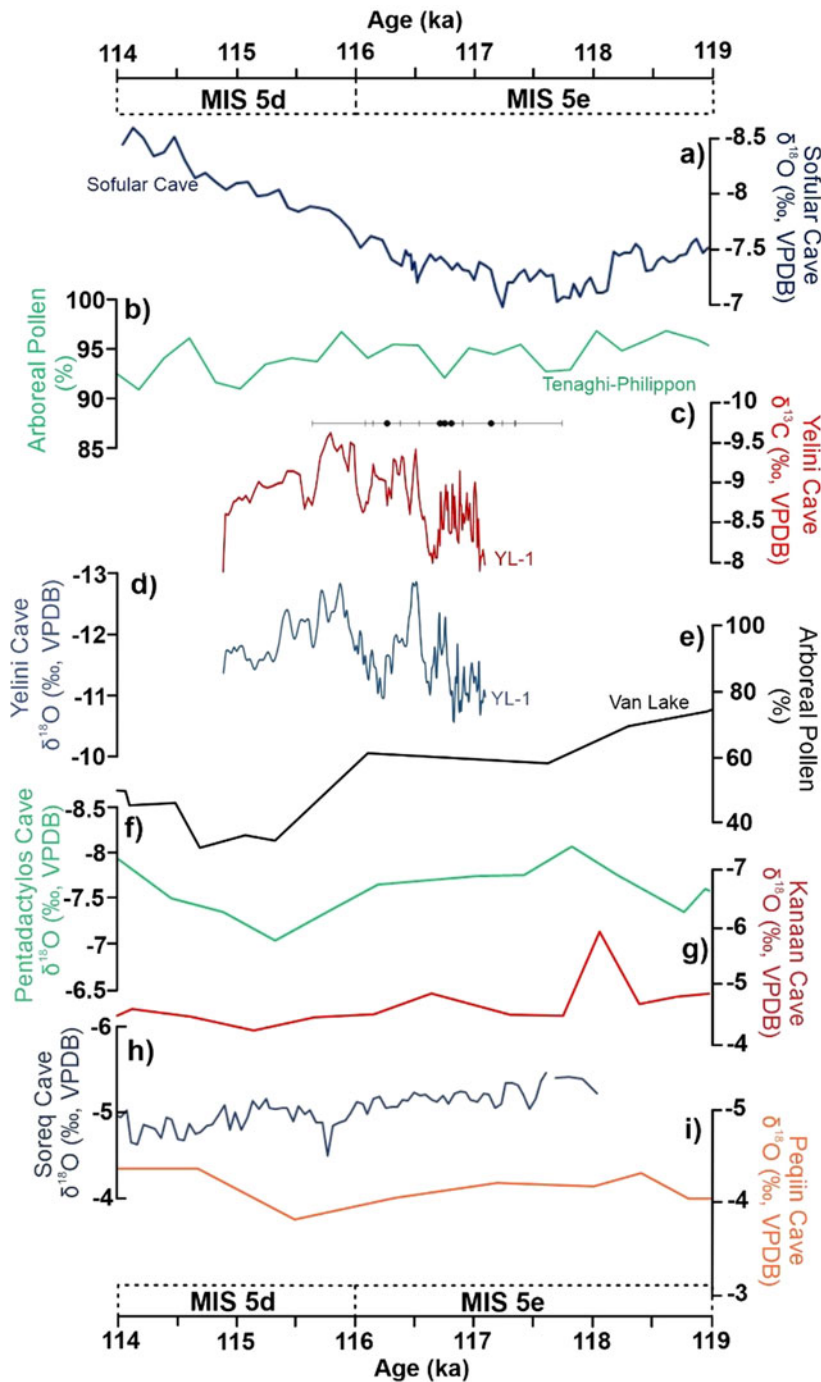 Age (ka)
114 115 116 117 118 119
MIS 5d MIS 5e
-8.5
-8
-7.5
-7
a)
Sofular Cave
δ¹⁸O (‰, VPDB)
Sofular Cave
100
95
90
85
b)
Arboreal Pollen
(%)
Tenaghi-Philippon
-10
-9.5
-9
-8.5
-8
c)
Yelini Cave
δ¹³C (‰, VPDB)
YL-1
-13
-12
-11
-10
d)
Yelini Cave
δ¹⁸O (‰, VPDB)
YL-1
e)
100
80
60
40
Arboreal Pollen
(%)
Van Lake
-8.5
-8
-7.5
-7
-6.5
f)
Pentadactylos Cave
δ¹⁸O (‰, VPDB)
-7
-6
-5
-4
g)
Kanaan Cave
δ¹⁸O (‰, VPDB)
-6
-5
-4
h)
Soreq Cave
δ¹⁸O (‰, VPDB)
-5
-4
-3
i)
Peqiin Cave
δ¹⁸O (‰, VPDB)
MIS 5d MIS 5e
114 115 116 117 118 119
Age (ka)